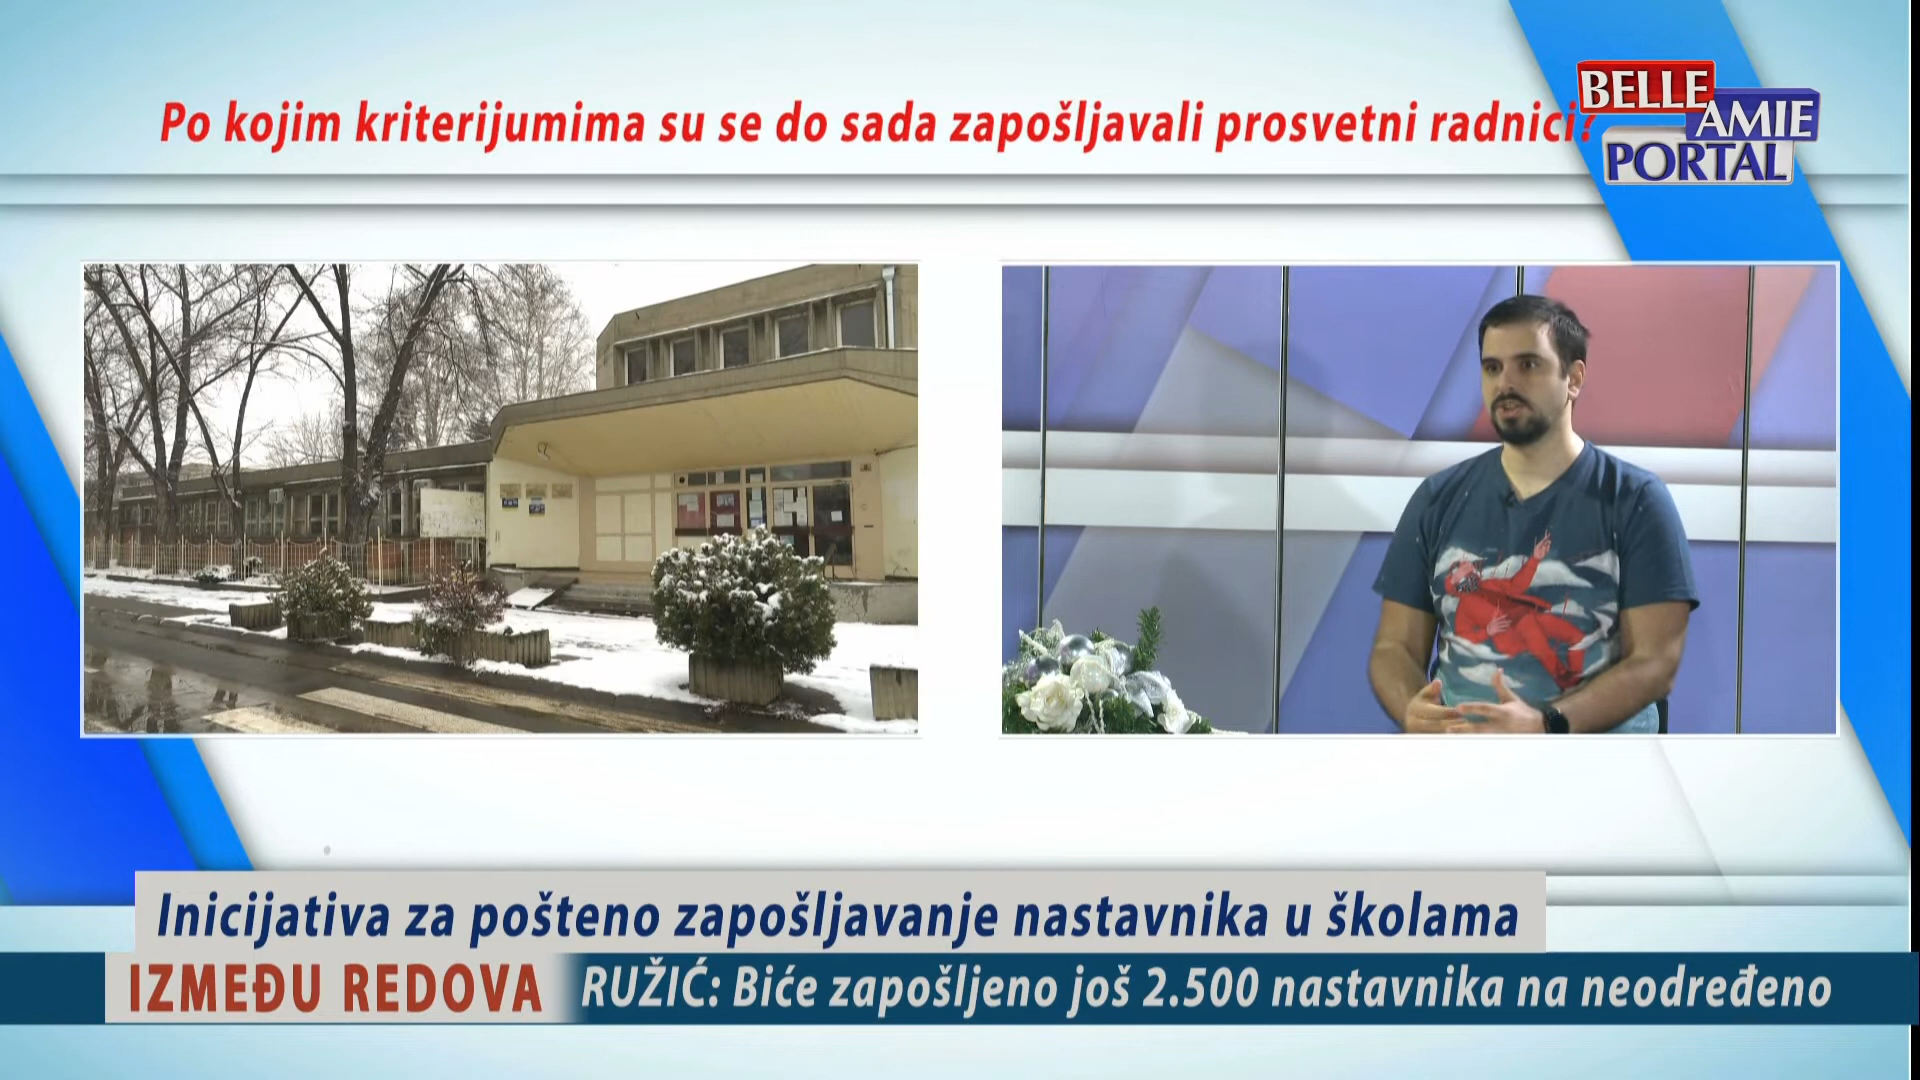 Po kojim kriterijumima su se do sada zapošljavali prosvetni radnici?
BELLE
AMIE
PORTAL
Inicijativa za pošteno zapošljavanje nastavnika u školama
IZMEĐU REDOVA
RUŽIĆ: Biće zapošljeno još 2.500 nastavnika na neodređeno